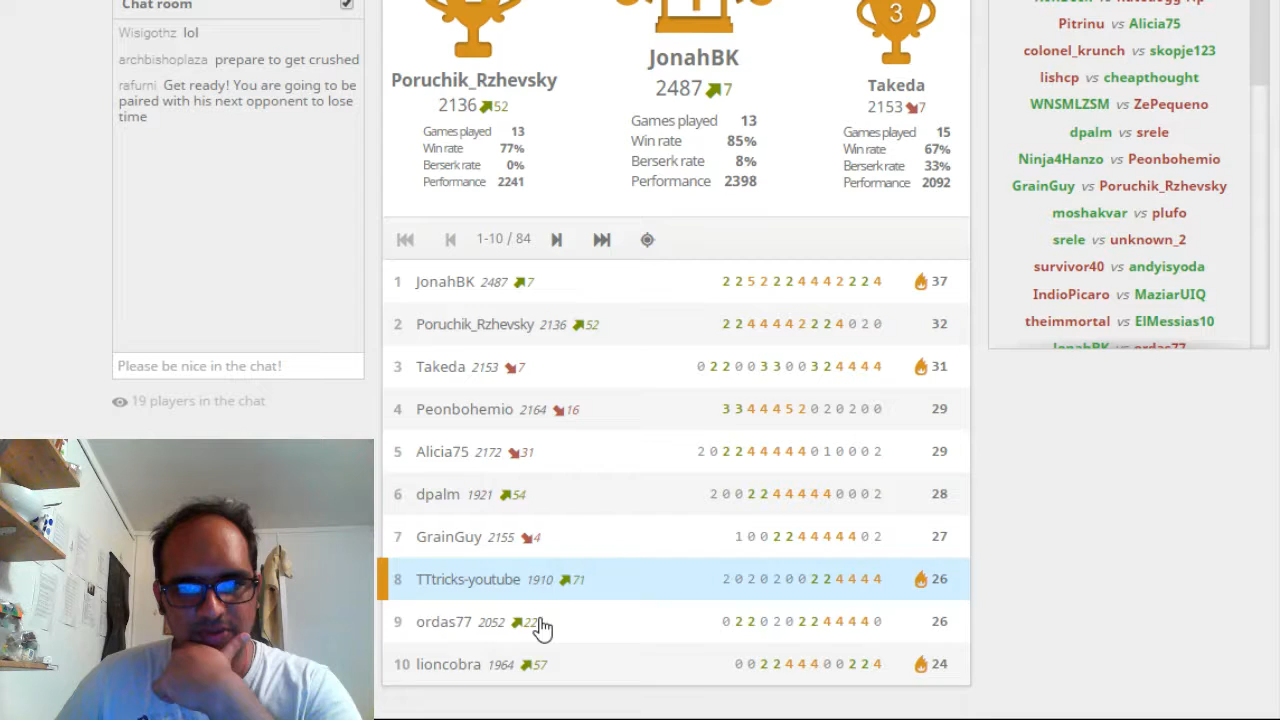 Chat room
Wisigothz lol
archbishoplaza prepare to get crushed
rafurni Get ready! You are going to be
paired with his next opponent to lose
time
Please be nice in the chat!
19 players in the chat
3
Poruchik_Rzhevsky
2136 52
Games played 13
Win rate 77%
Berserk rate 0%
Performance 2241
JonahBK
2487 7
Games played 13
Win rate 85%
Berserk rate 8%
Performance 2398
Takeda
2153 7
Games played 15
Win rate 67%
Berserk rate 33%
Performance 2092
1-10 / 84
1 JonahBK 2487 7 2 2 5 2 2 2 4 4 4 2 2 2 4 37
2 Poruchik_Rzhevsky 2136 52 2 2 4 4 4 4 2 2 2 4 0 2 0 32
3 Takeda 2153 7 0 2 2 0 0 3 3 0 0 3 2 4 4 4 4 31
4 Peonbohemio 2164 16 3 3 4 4 4 5 2 0 2 0 2 0 0 29
5 Alicia75 2172 31 2 0 2 2 4 4 4 4 4 0 1 0 0 0 2 29
6 dpalm 1921 54 2 0 0 2 2 4 4 4 4 4 0 0 0 2 28
7 GrainGuy 2155 4 1 0 0 2 2 4 4 4 4 4 0 2 27
8 TTtricks-youtube 1910 71 2 0 2 0 2 0 0 2 2 4 4 4 4 26
9 ordas77 2052 22 0 2 2 0 2 0 2 2 4 4 4 4 0 26
10 lioncobra 1964 57 0 0 2 2 4 4 4 0 0 2 2 4 24
Pitrinu vs Alicia75
colonel_krunch vs skopje123
lishcp vs cheapthought
WNSMLZSM vs ZePequeno
dpalm vs srele
Ninja4Hanzo vs Peonbohemio
GrainGuy vs Poruchik_Rzhevsky
moshakvar vs plufo
srele vs unknown_2
survivor40 vs andyisyoda
IndioPicaro vs MaziarUIQ
theimmortal vs ElMessias10
JonahBK vs ordas77